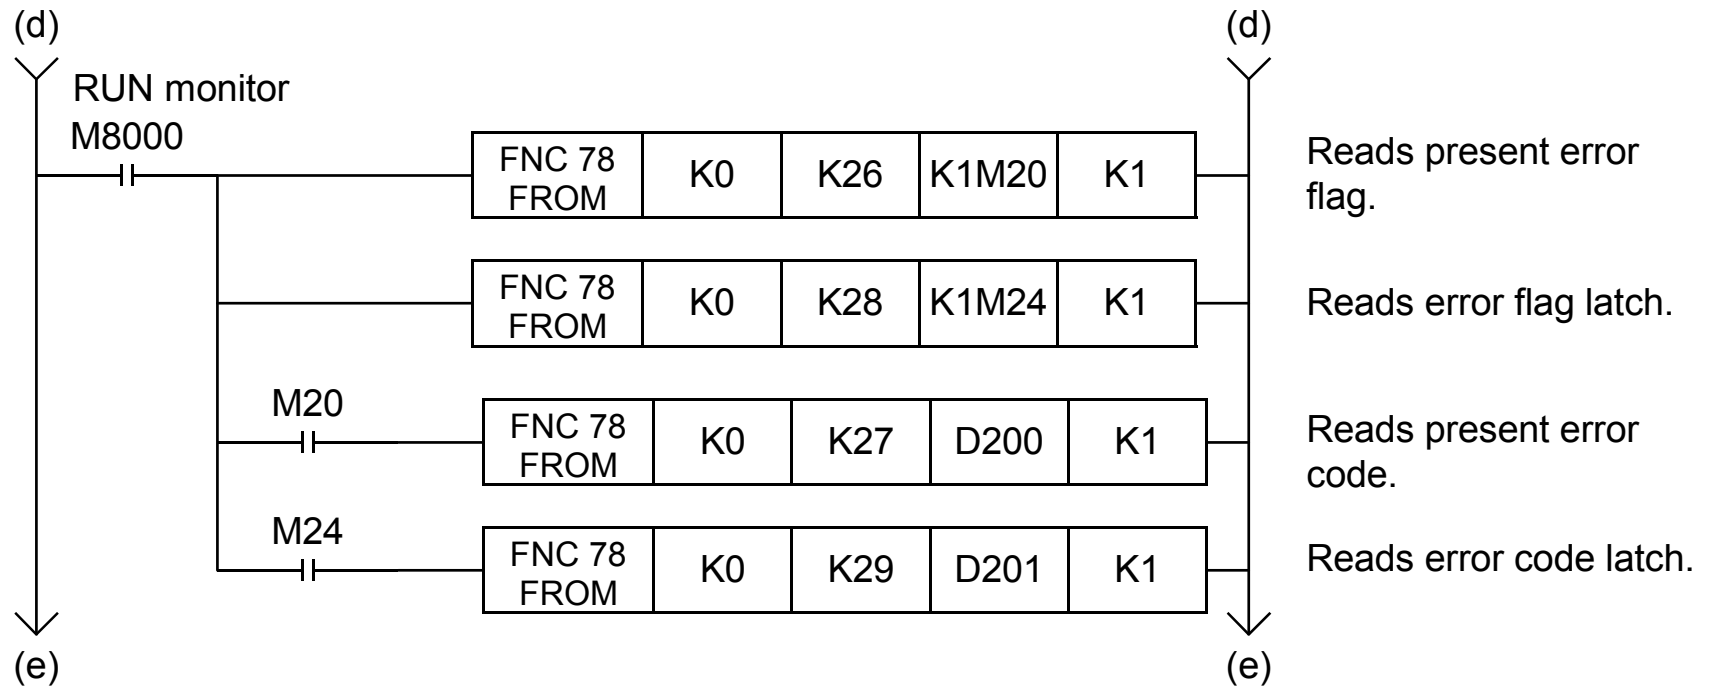 (d)
(d)
RUN monitor
M8000
FNC 78
FROM
K0
K26
K1M20
K1
Reads present error
flag.
FNC 78
FROM
K0
K28
K1M24
K1
Reads error flag latch.
M20
FNC 78
FROM
K0
K27
D200
K1
Reads present error
code.
M24
FNC 78
FROM
K0
K29
D201
K1
Reads error code latch.
(e)
(e)